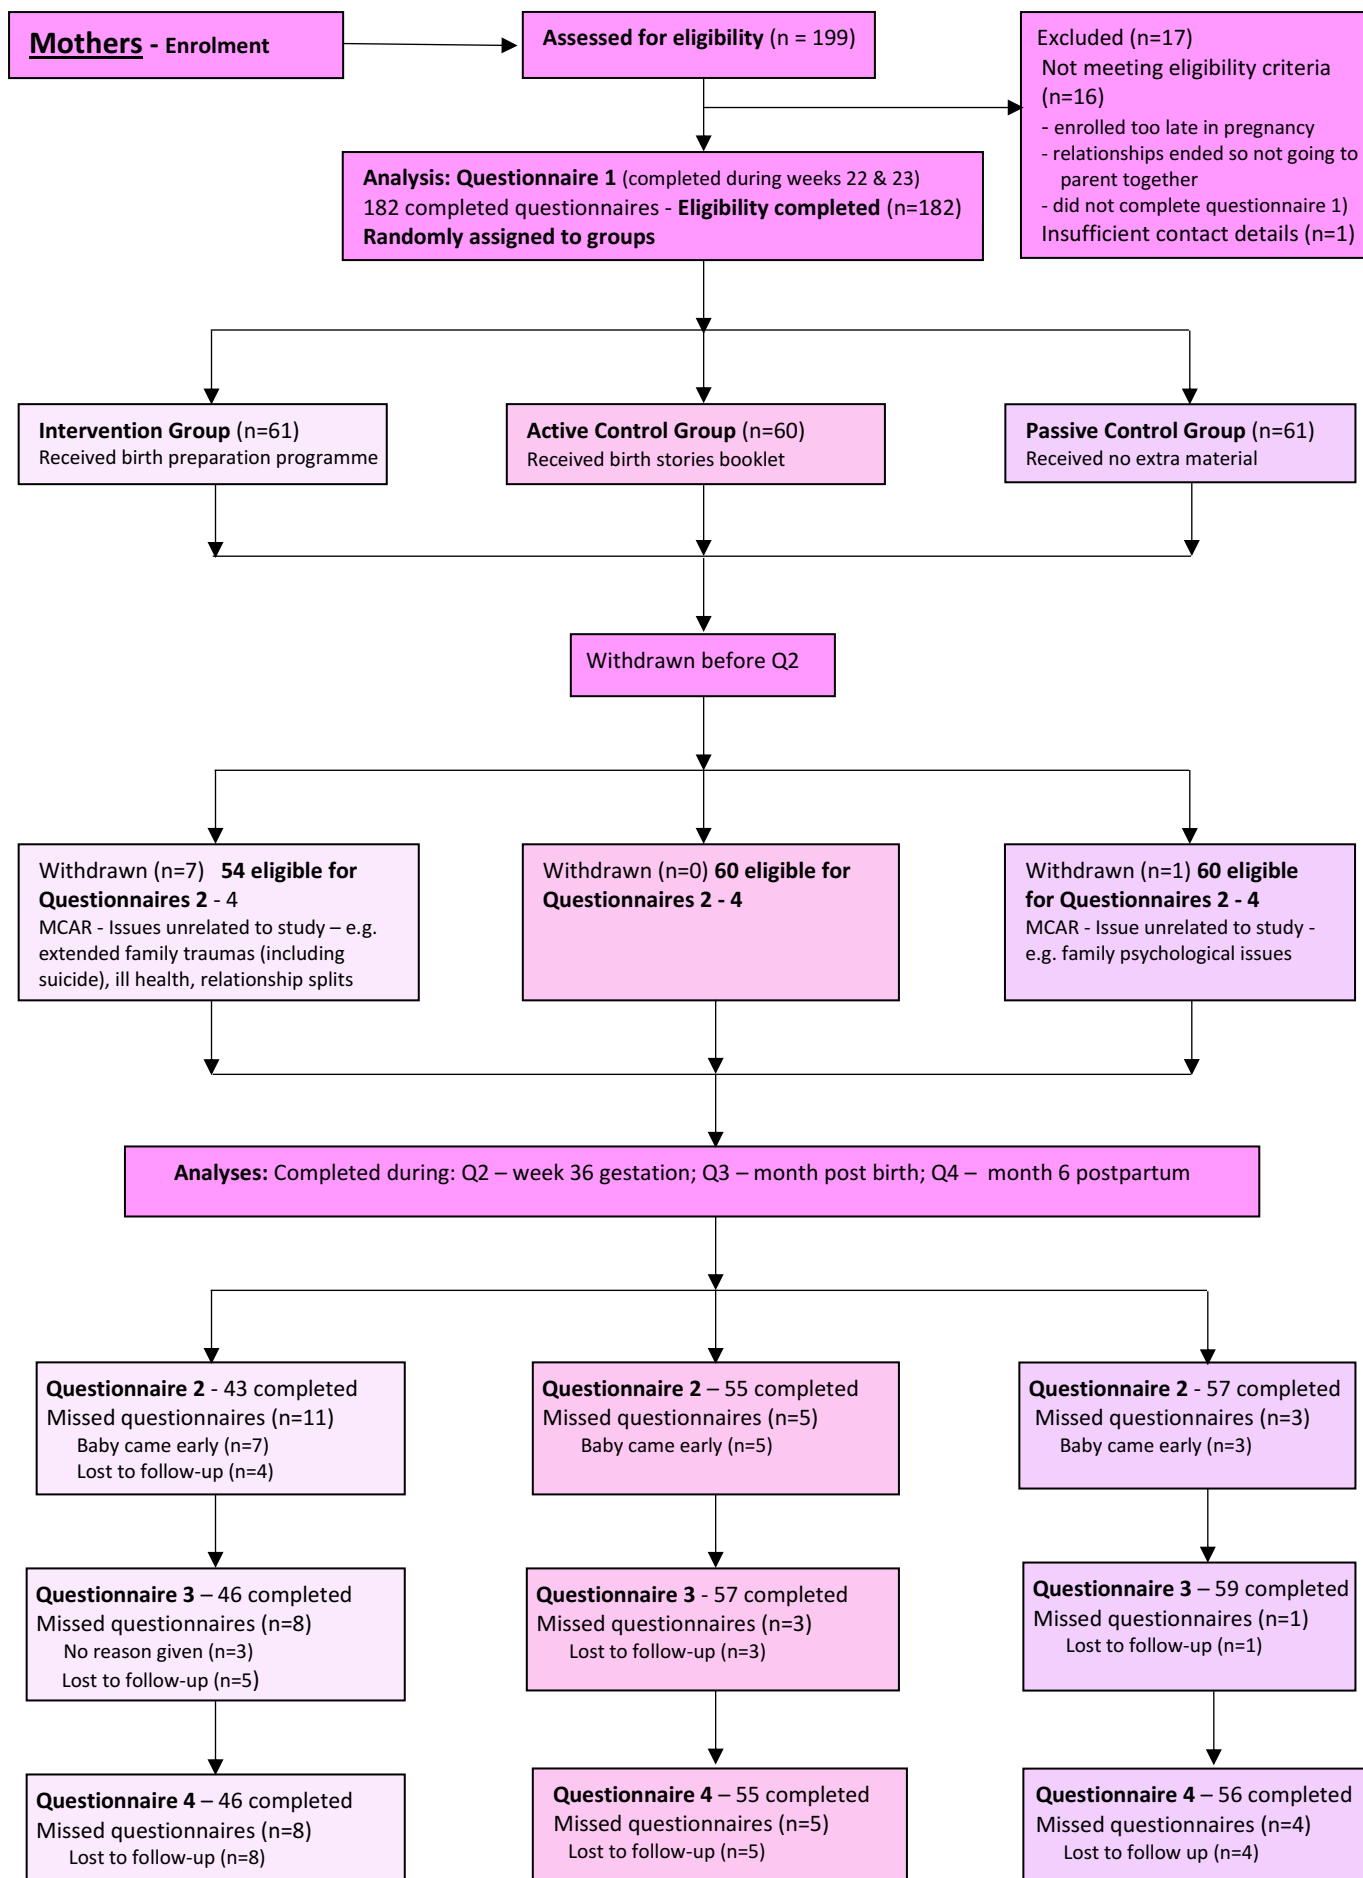 Mothers - Enrolment
Assessed for eligibility (n = 199)
Excluded (n=17)
Not meeting eligibility criteria
(n=16)
- enrolled too late in pregnancy
- relationships ended so not going to
parent together
- did not complete questionnaire 1)
Insufficient contact details (n=1)
Analysis: Questionnaire 1 (completed during weeks 22 & 23)
182 completed questionnaires - Eligibility completed (n=182)
Randomly assigned to groups
Intervention Group (n=61)
Received birth preparation programme
Active Control Group (n=60)
Received birth stories booklet
Passive Control Group (n=61)
Received no extra material
Withdrawn before Q2
Withdrawn (n=7) 54 eligible for
Questionnaires 2 - 4
MCAR - Issues unrelated to study – e.g.
extended family traumas (including
suicide), ill health, relationship splits
Withdrawn (n=0) 60 eligible for
Questionnaires 2 - 4
Withdrawn (n=1) 60 eligible
for Questionnaires 2 - 4
MCAR - Issue unrelated to study -
e.g. family psychological issues
Analyses: Completed during: Q2 – week 36 gestation; Q3 – month post birth; Q4 – month 6 postpartum
Questionnaire 2 - 43 completed
Missed questionnaires (n=11)
Baby came early (n=7)
Lost to follow-up (n=4)
Questionnaire 2 – 55 completed
Missed questionnaires (n=5)
Baby came early (n=5)
Questionnaire 2 - 57 completed
Missed questionnaires (n=3)
Baby came early (n=3)
Questionnaire 3 – 46 completed
Missed questionnaires (n=8)
No reason given (n=3)
Lost to follow-up (n=5)
Questionnaire 3 - 57 completed
Missed questionnaires (n=3)
Lost to follow-up (n=3)
Questionnaire 3 – 59 completed
Missed questionnaires (n=1)
Lost to follow-up (n=1)
Questionnaire 4 – 46 completed
Missed questionnaires (n=8)
Lost to follow-up (n=8)
Questionnaire 4 – 55 completed
Missed questionnaires (n=5)
Lost to follow-up (n=5)
Questionnaire 4 – 56 completed
Missed questionnaires (n=4)
Lost to follow up (n=4)